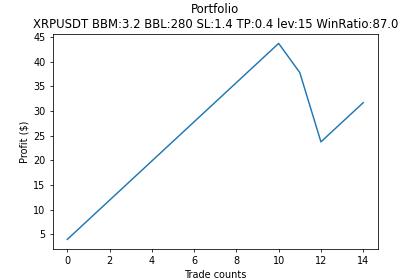 Portfolio
XRPUSDT BBM:3.2 BBL:280 SL:1.4 TP:0.4 lev:15 WinRatio:87.0
45
40
35
30
25
20
15
10
5
Profit ($)
0 2 4 6 8 10 12 14
Trade counts